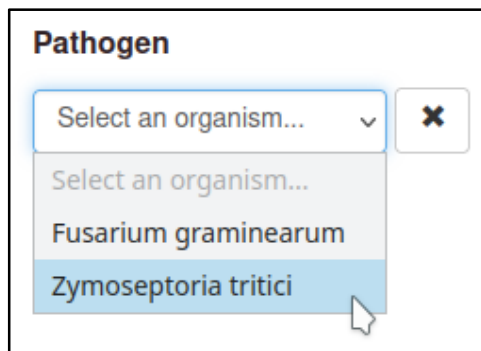 Pathogen
Select an organism...
Select an organism...
Fusarium graminearum
Zymoseptoria tritici